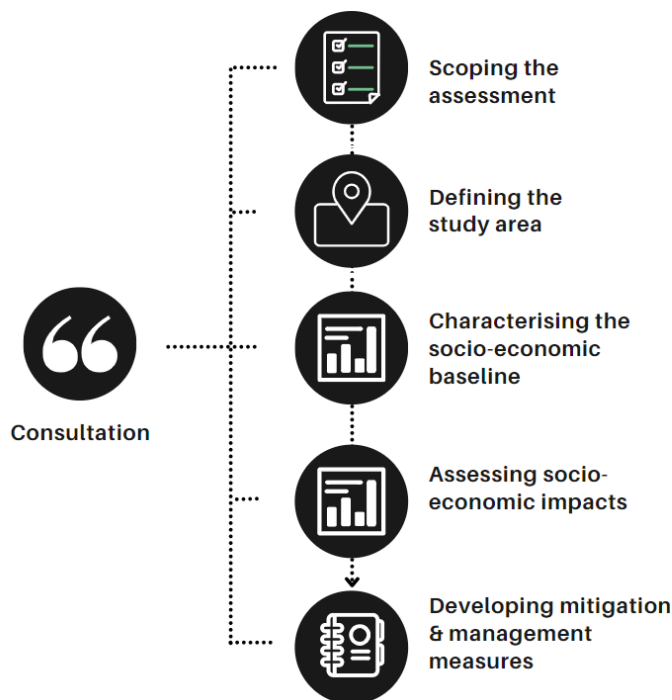 Scoping the
assessment
Defining the
study area
Characterising the
socio-economic
baseline
Consultation
Assessing socio-
economic impacts
Developing mitigation
& management
measures